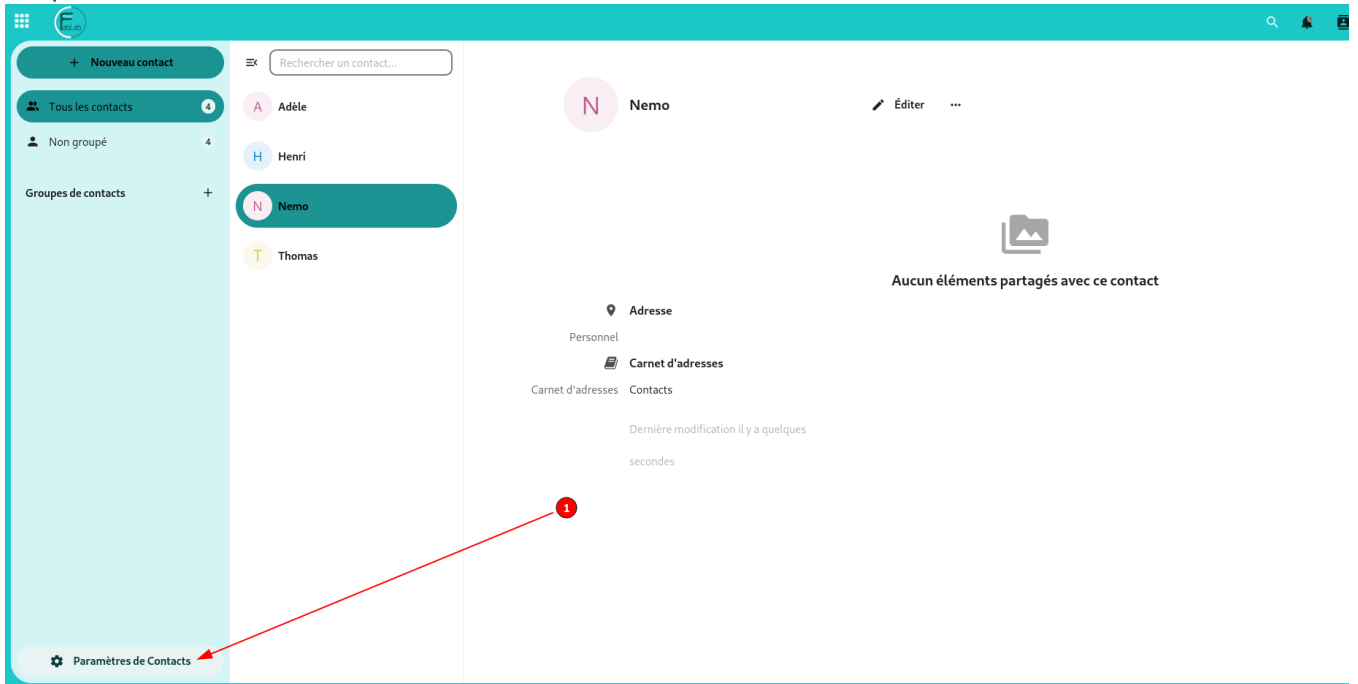 FabLab
+ Nouveau contact
Tous les contacts 4
Non groupé 4
Groupes de contacts +
Rechercher un contact...
A Adèle
H Henri
N Nemo
T Thomas
N Nemo
Éditer ...
Aucun éléments partagés avec ce contact
Adresse
Personnel
Carnet d'adresses
Carnet d'adresses Contacts
Dernière modification il y a quelques
secondes
1
Paramètres de Contacts